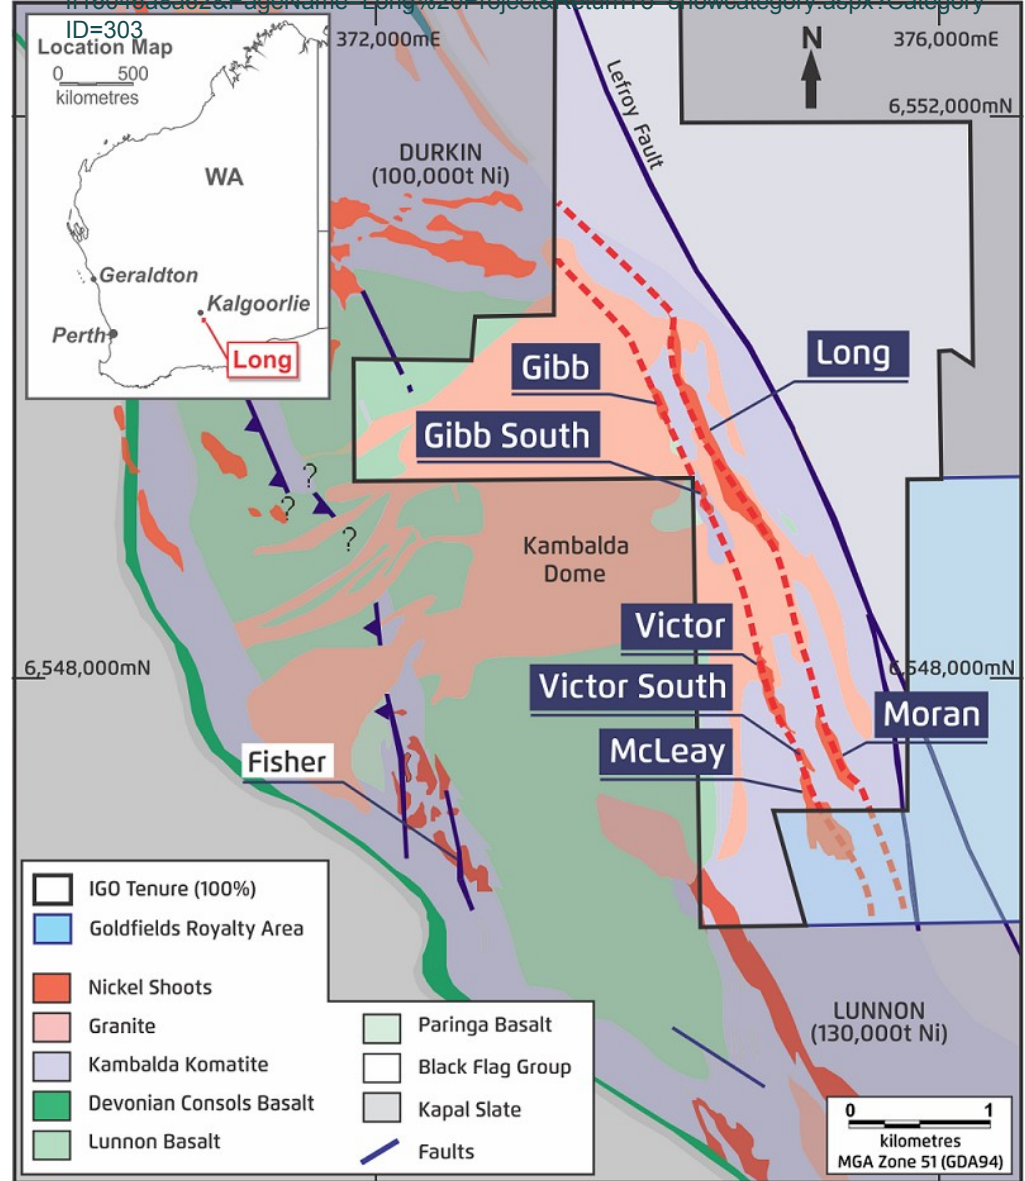 ID=303
Location Map
0 500
kilometres
WA
Geraldton
Kalgoorlie
Perth
Long
372,000mE
376,000mE
N
6,552,000mN
Lefroy Fault
DURKIN
(100,000t Ni)
Gibb
Long
Gibb South
?
?
?
Kambalda
Dome
Victor
6,548,000mN
6,548,000mN
Victor South
Moran
McLeay
Fisher
IGO Tenure (100%)
Goldfields Royalty Area
Nickel Shoots
Granite
Kambalda Komatite
Devonian Consols Basalt
Lunnon Basalt
Paringa Basalt
Black Flag Group
Kapal Slate
Faults
LUNNON
(130,000t Ni)
0 1
kilometres
MGA Zone 51 (GDA94)